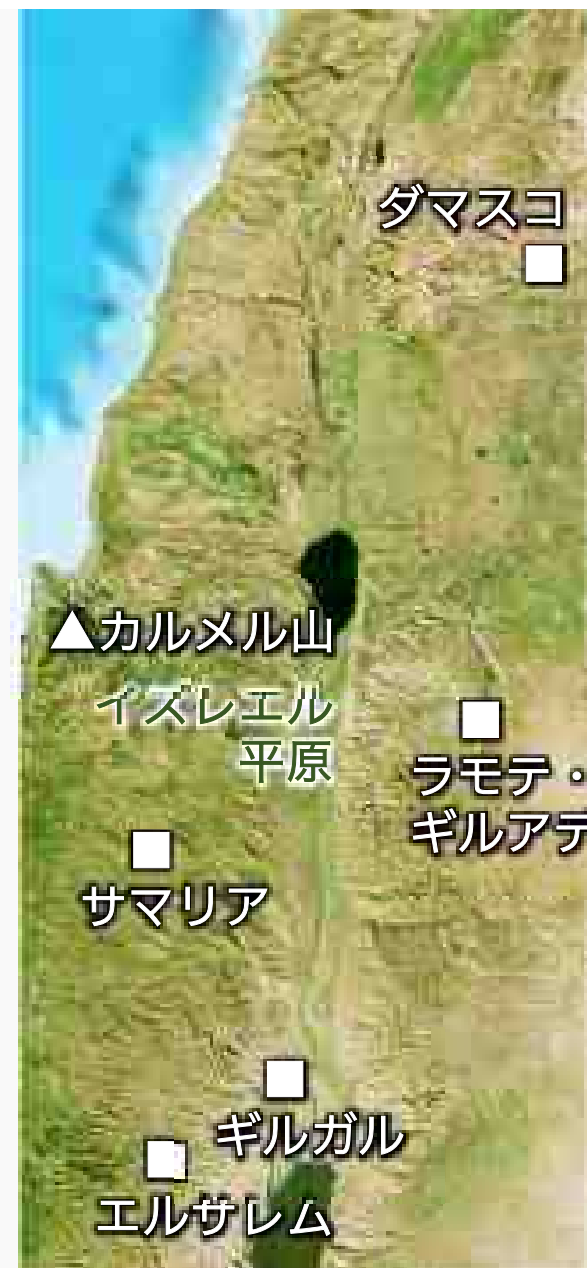 ダマスコ
▲カルメル山
イズレエル
平原
ラモテ・
ギルアデ
サマリア
ギルガル
エルサレム